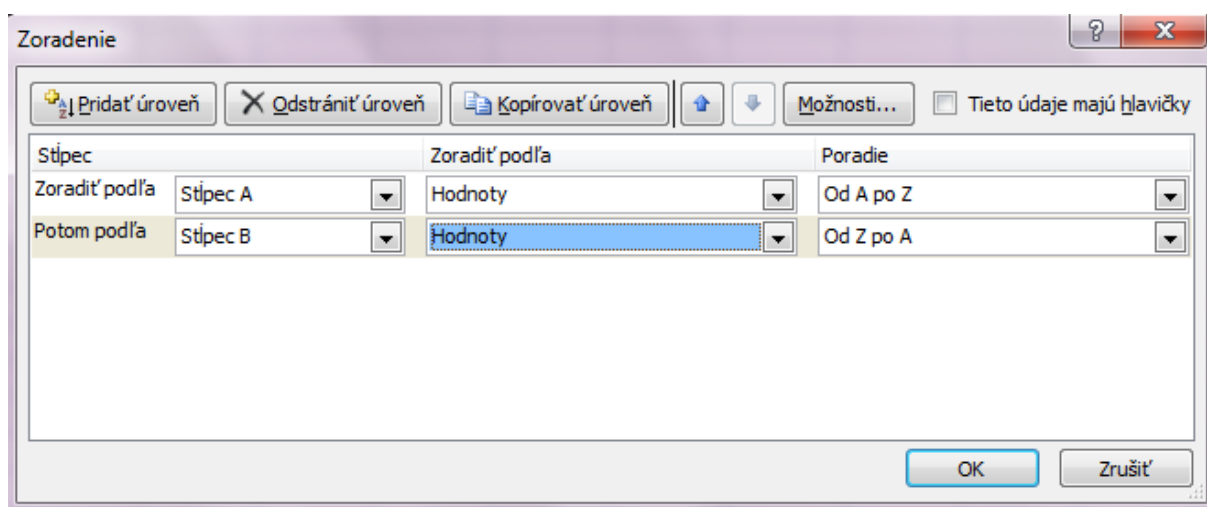 Zoradenie
Pridať úroveň Odstrániť úroveň Kopírovať úroveň Možnosti... Tieto údaje majú hlavičky
Stĺpec Zoradiť podľa Poradie
Zoradiť podľa Stĺpec A Hodnoty Od A po Z
Potom podľa Stĺpec B Hodnoty Od Z po A
OK Zrušiť